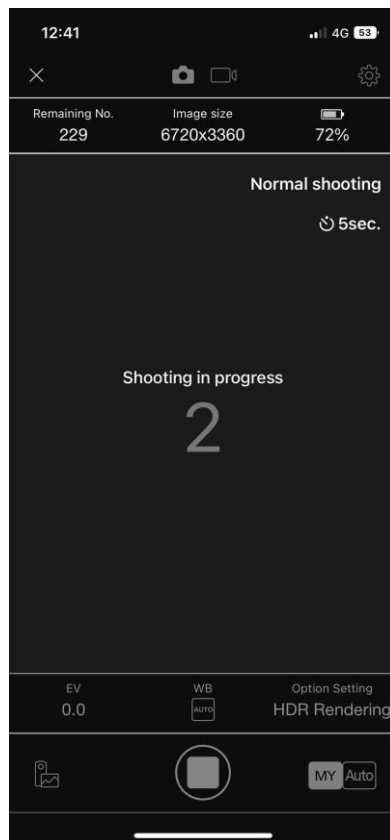 12:41
4G 53
Remaining No. Image size
229 6720x3360 72%
Normal shooting
5sec.
Shooting in progress
2
EV WB Option Setting
0.0 AUTO HDR Rendering
MY Auto